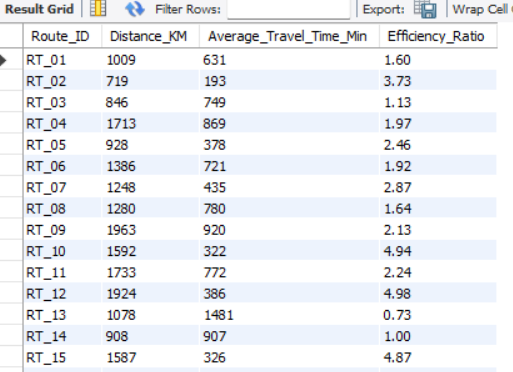 Result Grid Filter Rows: Export: Wrap Cell
Route_ID Distance_KM Average_Travel_Time_Min Efficiency_Ratio
RT_01 1009 631 1.60
RT_02 719 193 3.73
RT_03 846 749 1.13
RT_04 1713 869 1.97
RT_05 928 378 2.46
RT_06 1386 721 1.92
RT_07 1248 435 2.87
RT_08 1280 780 1.64
RT_09 1963 920 2.13
RT_10 1592 322 4.94
RT_11 1733 772 2.24
RT_12 1924 386 4.98
RT_13 1078 1481 0.73
RT_14 908 907 1.00
RT_15 1587 326 4.87